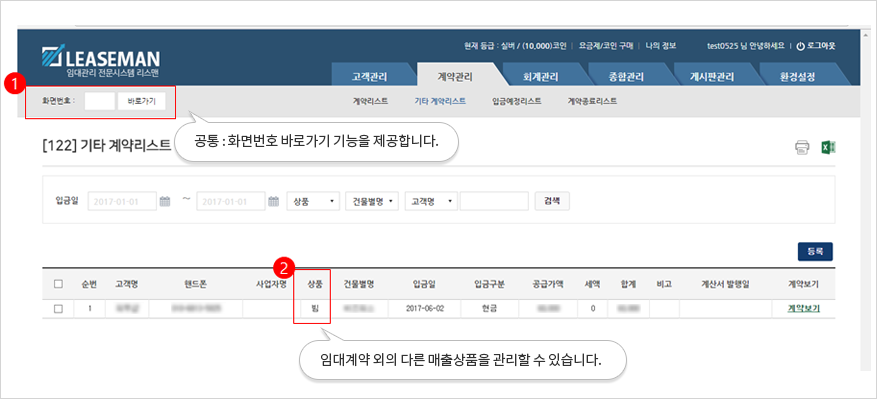 현재 등급 : 실버 / (10,000)코인 | 요금제/코인 구매 | 나의 정보 test0525 님 안녕하세요 | 로그아웃
LEASEMAN
임대관리 전문시스템 리스맨
고객관리 계약관리 회계관리 종합관리 게시판관리 환경설정
1
화면번호 : 바로가기 계약리스트 기타 계약리스트 입금예정리스트 계약종료리스트
공통 : 화면번호 바로가기 기능을 제공합니다.
[122] 기타 계약리스트
입금일 2017-01-01 ~ 2017-01-01 상품 건물별명 고객명 검색
등록
2
순번 고객명 핸드폰 사업자명 상품 건물별명 입금일 입금구분 공급가액 세액 합계 비고 계산서 발행일 계약보기
1 빔 2017-06-02 현금 0 계약보기
임대계약 외의 다른 매출상품을 관리할 수 있습니다.